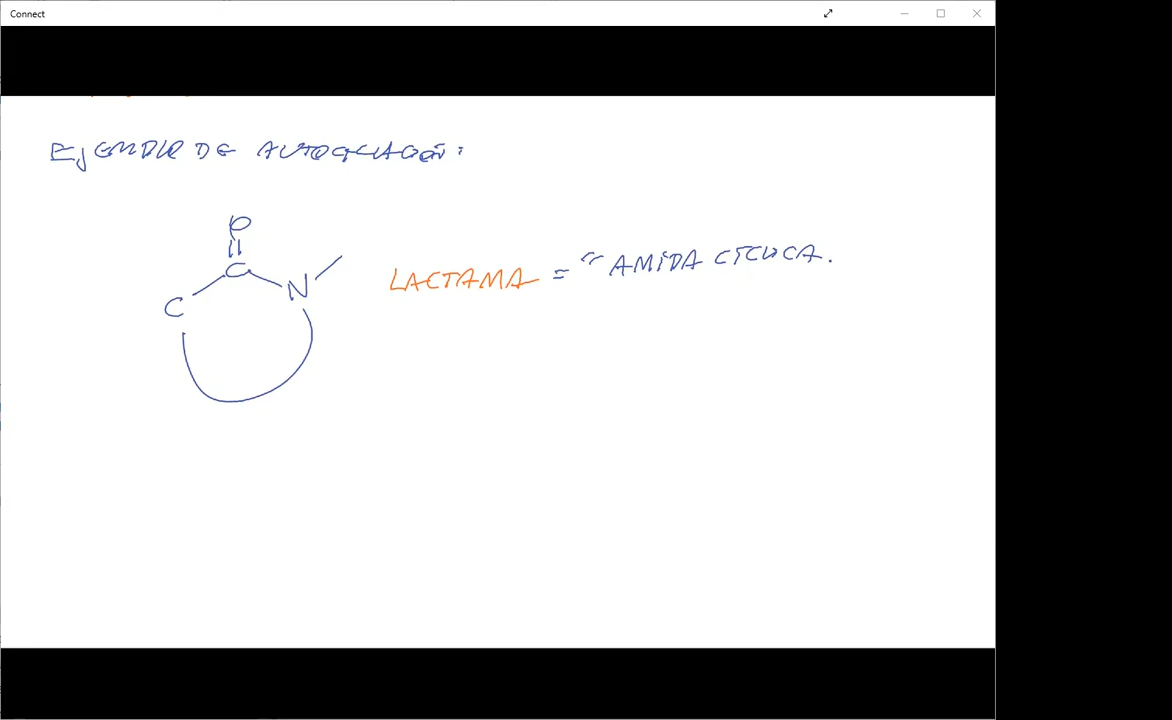 Connect
EJEMPLO DE AUTOCICLACIÓN:
O
C
N
C
LACTAMA = " AMIDA CÍCLICA.